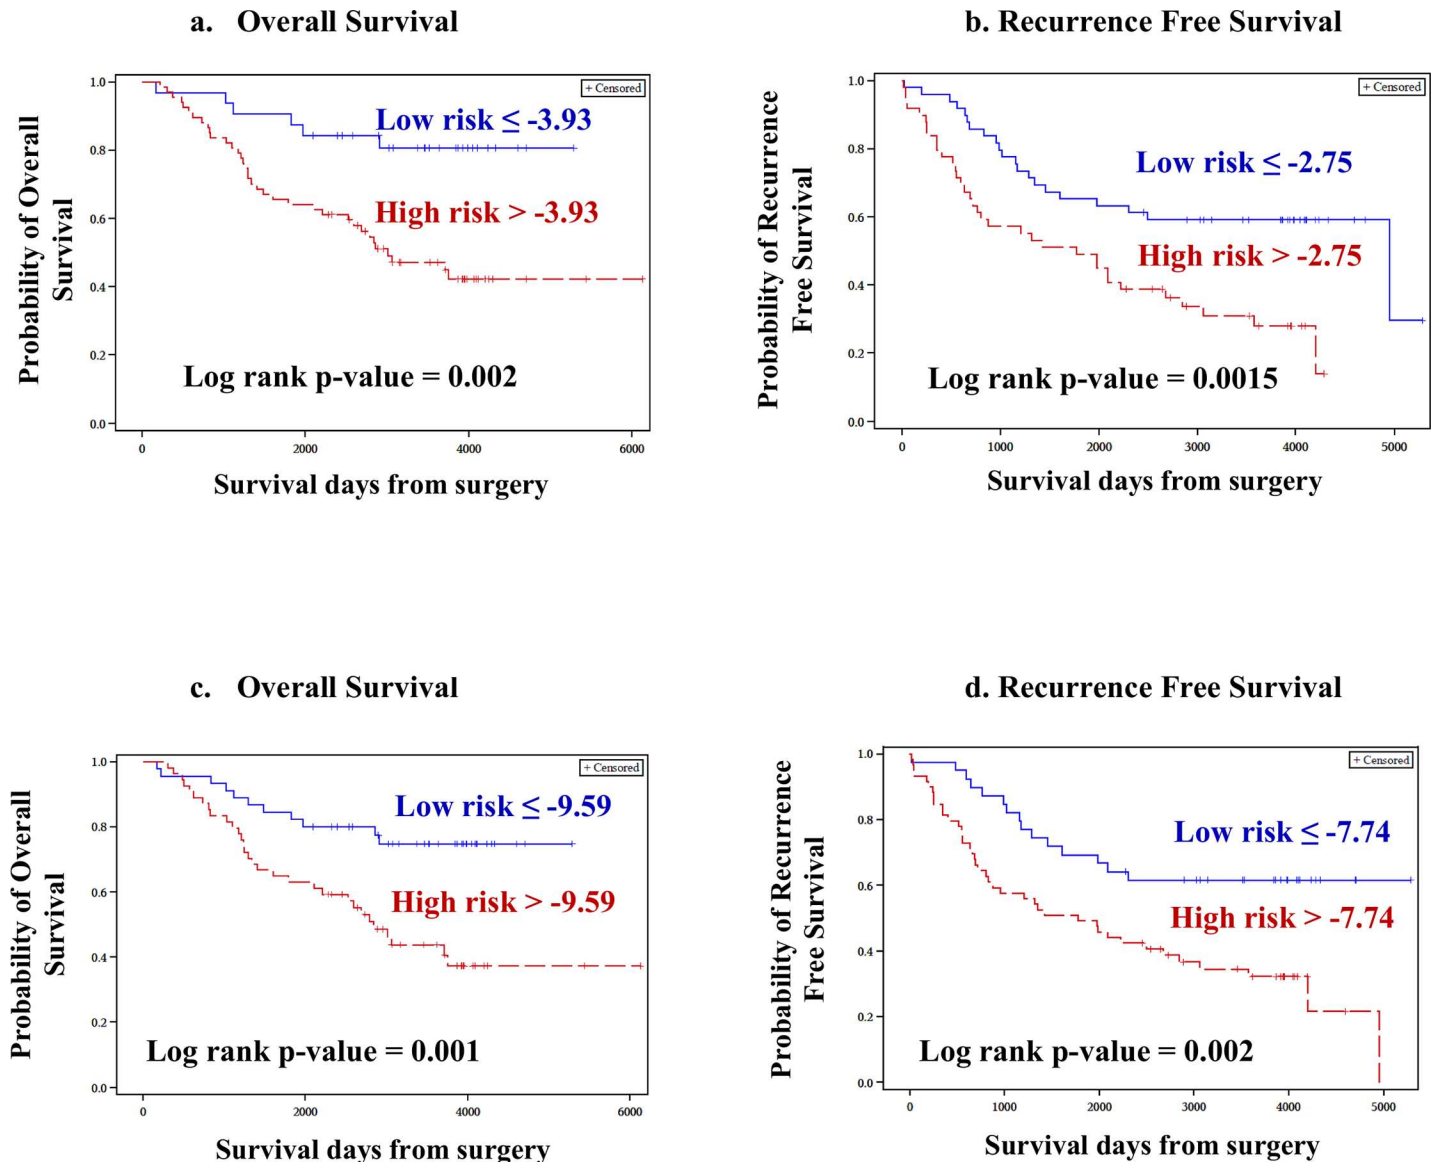 a. Overall Survival
Probability of Overall
Survival
1.0
0.8
0.6
0.4
0.2
0.0
+ Censored
Low risk ≤ -3.93
High risk > -3.93
Log rank p-value = 0.002
0 2000 4000 6000
Survival days from surgery
b. Recurrence Free Survival
Probability of Recurrence
Free Survival
1.0
0.8
0.6
0.4
0.2
0.0
+ Censored
Low risk ≤ -2.75
High risk > -2.75
Log rank p-value = 0.0015
0 1000 2000 3000 4000 5000
Survival days from surgery
c. Overall Survival
Probability of Overall
Survival
1.0
0.8
0.6
0.4
0.2
0.0
+ Censored
Low risk ≤ -9.59
High risk > -9.59
Log rank p-value = 0.001
0 2000 4000 6000
Survival days from surgery
d. Recurrence Free Survival
Probability of Recurrence
Free Survival
1.0
0.8
0.6
0.4
0.2
0.0
+ Censored
Low risk ≤ -7.74
High risk > -7.74
Log rank p-value = 0.002
0 1000 2000 3000 4000 5000
Survival days from surgery